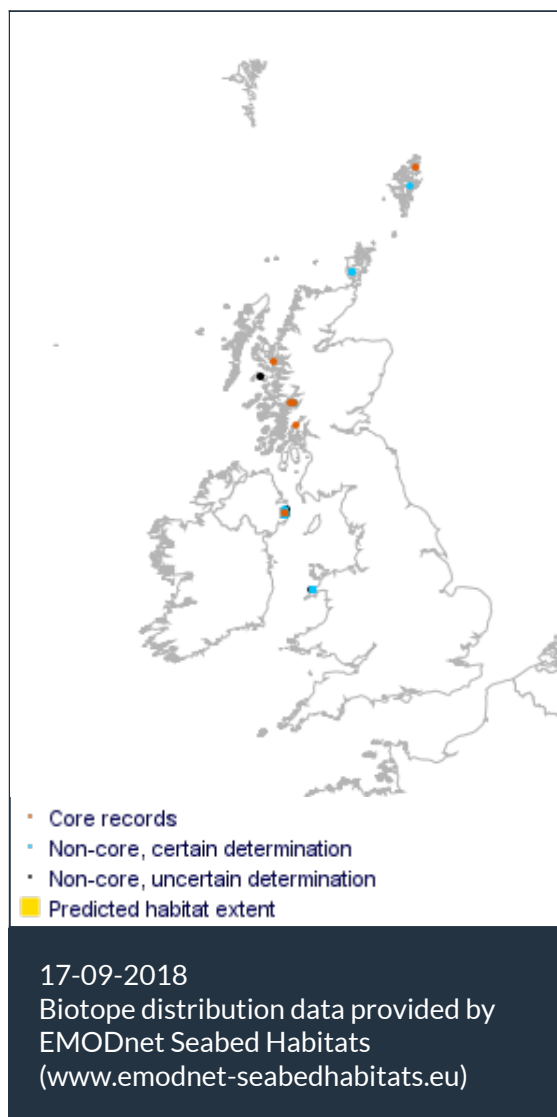 Core records
Non-core, certain determination
Non-core, uncertain determination
Predicted habitat extent
17-09-2018
Biotope distribution data provided by
EMODnet Seabed Habitats
(www.emodnet-seabedhabitats.eu)